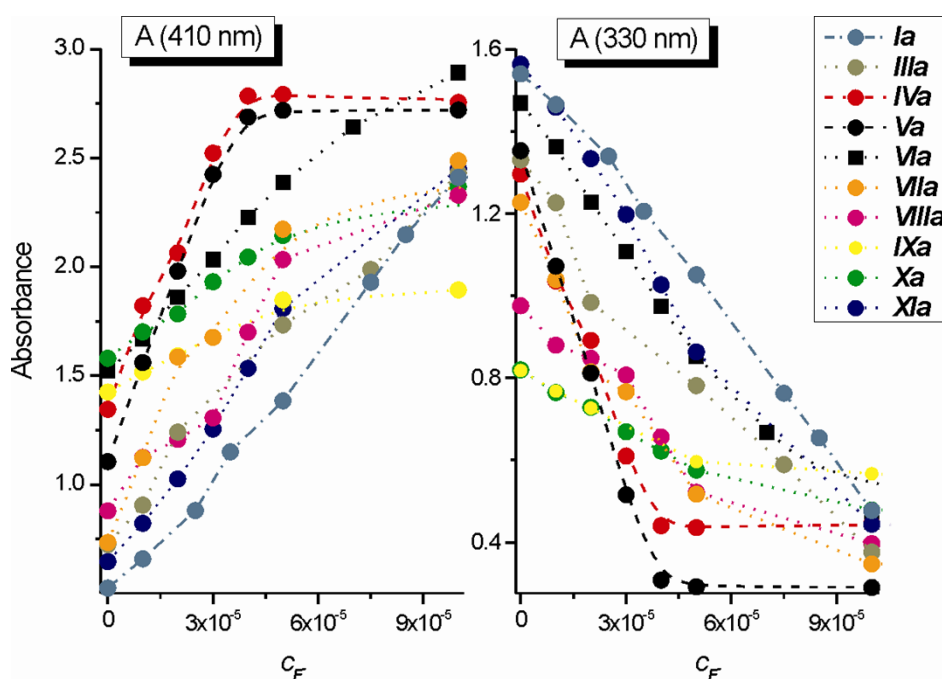 A (410 nm)
A (330 nm)
Absorbance
3.0
2.5
2.0
1.5
1.0
0
3x10⁻⁵
6x10⁻⁵
9x10⁻⁵
C_F⁻
1.6
1.2
0.8
0.4
0
3x10⁻⁵
6x10⁻⁵
9x10⁻⁵
C_F⁻
Ia
IIIa
IVa
Va
VIa
VIIa
VIIIa
IXa
Xa
XIa